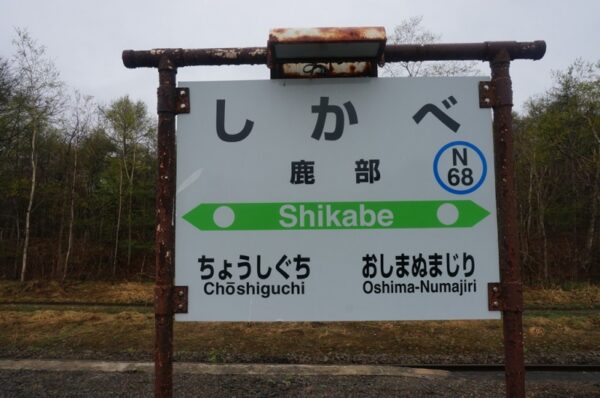 しかべ
鹿部
N
68
Shikabe
ちょうしぐち
Chōshiguchi
おしまぬまじり
Oshima-Numajiri